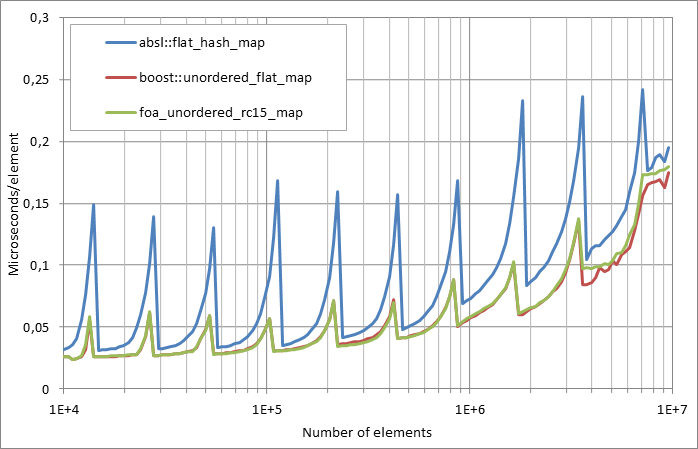 0,3
absl::flat_hash_map
0,25
boost::unordered_flat_map
foa_unordered_rc15_map
0,2
Microseconds/element
0,15
0,1
0,05
0
1E+4 1E+5 1E+6 1E+7
Number of elements